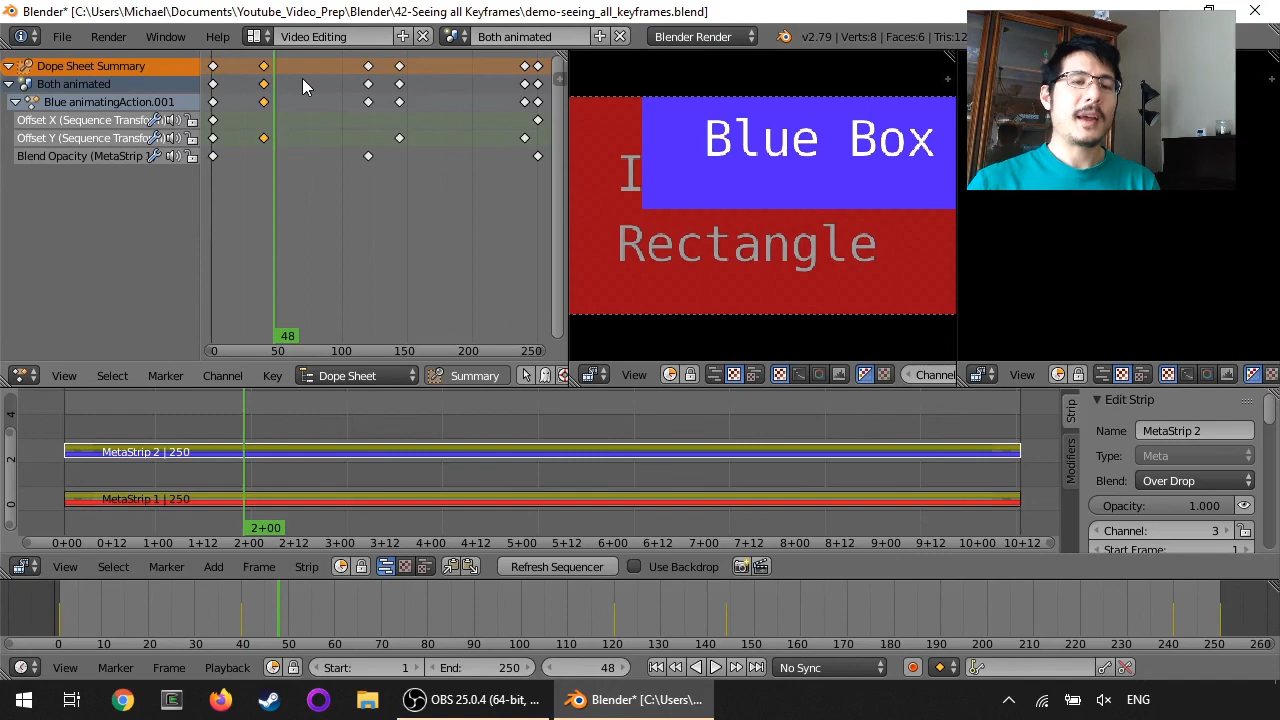 Blender* [C:\Users\Michael\Documents\Youtube_Video_Prep\Blender\42-Seeing all Keyframes\demo-seeing_all_keyframes.blend]
File Render Window Help Video Editing Both animated Blender Render v2.79 | Verts:8 | Faces:6 | Tris:12
Dope Sheet Summary
Both animated
Blue animatingAction.001
Offset X (Sequence Transfo
Offset Y (Sequence Transfo
Blend Opacity (MetaStrip
Blue Box
I
Rectangle
48
0 50 100 150 200 250
View Select Marker Channel Key Dope Sheet Summary
View Channel
View
4
2
0
MetaStrip 2 | 250
MetaStrip 1 | 250
2+00
0+00 0+12 1+00 1+12 2+00 2+12 3+00 3+12 4+00 4+12 5+00 5+12 6+00 6+12 7+00 7+12 8+00 8+12 9+00 9+12 10+00 10+12
Strip
Modifiers
Edit Strip
Name MetaStrip 2
Type: Meta
Blend: Over Drop
Opacity: 1.000
Channel: 3
Start Frame: 1
View Select Marker Add Frame Strip Refresh Sequencer Use Backdrop
0 10 20 30 40 50 60 70 80 90 100 110 120 130 140 150 160 170 180 190 200 210 220 230 240 250 260
View Marker Frame Playback Start: 1 End: 250 48 No Sync
OBS 25.0.4 (64-bit, ... Blender* [C:\Users\... ENG